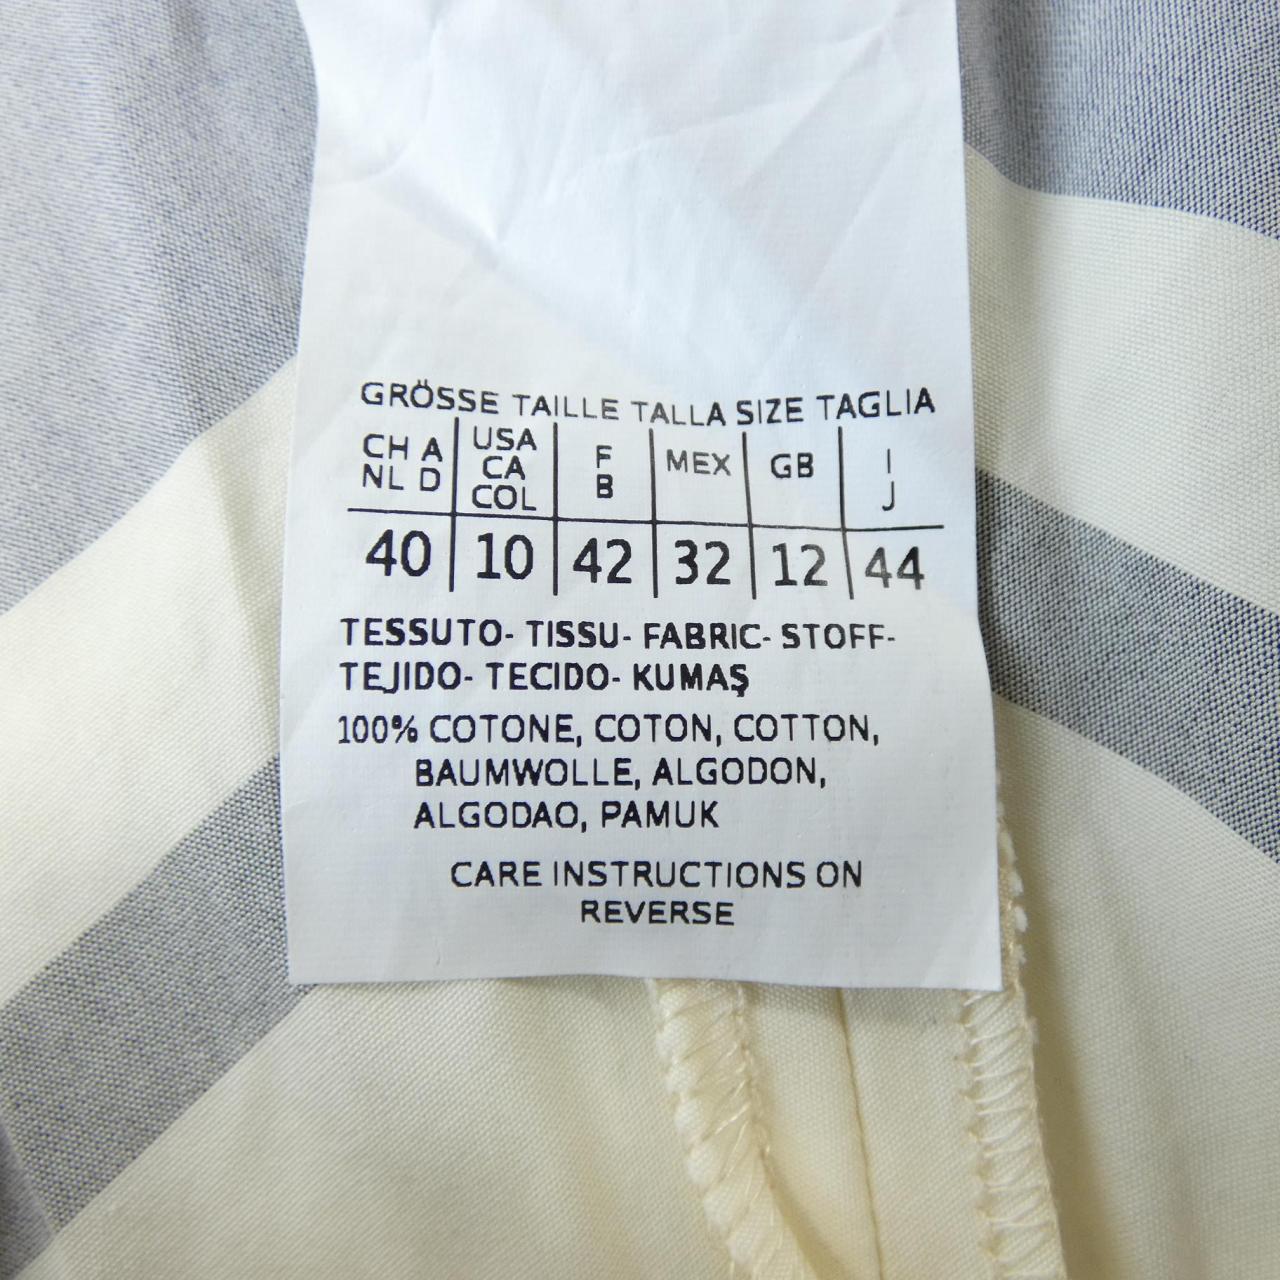 GRÖSSE TAILLE TALLA SIZE TAGLIA
CH A NL D | USA CA COL | F B | MEX | GB | I J
40 | 10 | 42 | 32 | 12 | 44
TESSUTO- TISSU- FABRIC- STOFF-
TEJIDO- TECIDO- KUMAŞ
100% COTONE, COTON, COTTON,
BAUMWOLLE, ALGODON,
ALGODAO, PAMUK
CARE INSTRUCTIONS ON
REVERSE